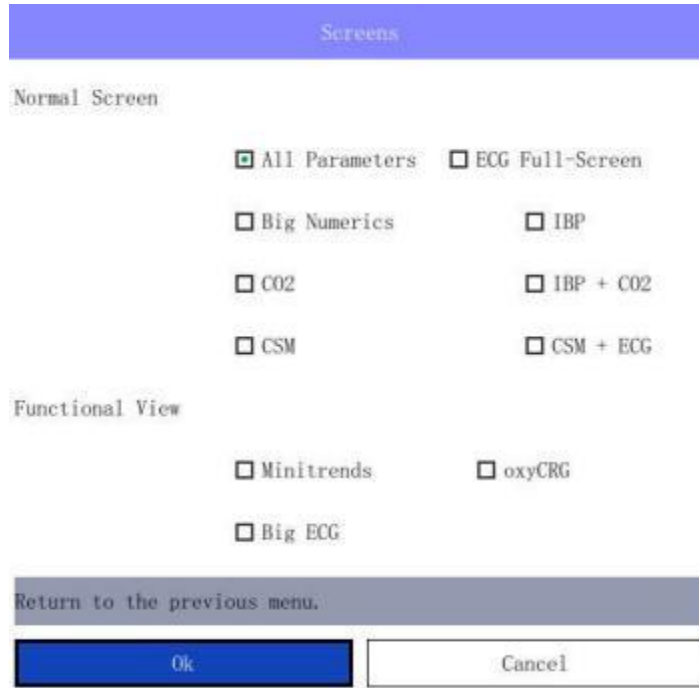 Screens
Normal Screen
All Parameters ECG Full-Screen
Big Numerics IBP
CO2 IBP + CO2
CSM CSM + ECG
Functional View
Minitrends oxyCRG
Big ECG
Return to the previous menu.
Ok Cancel